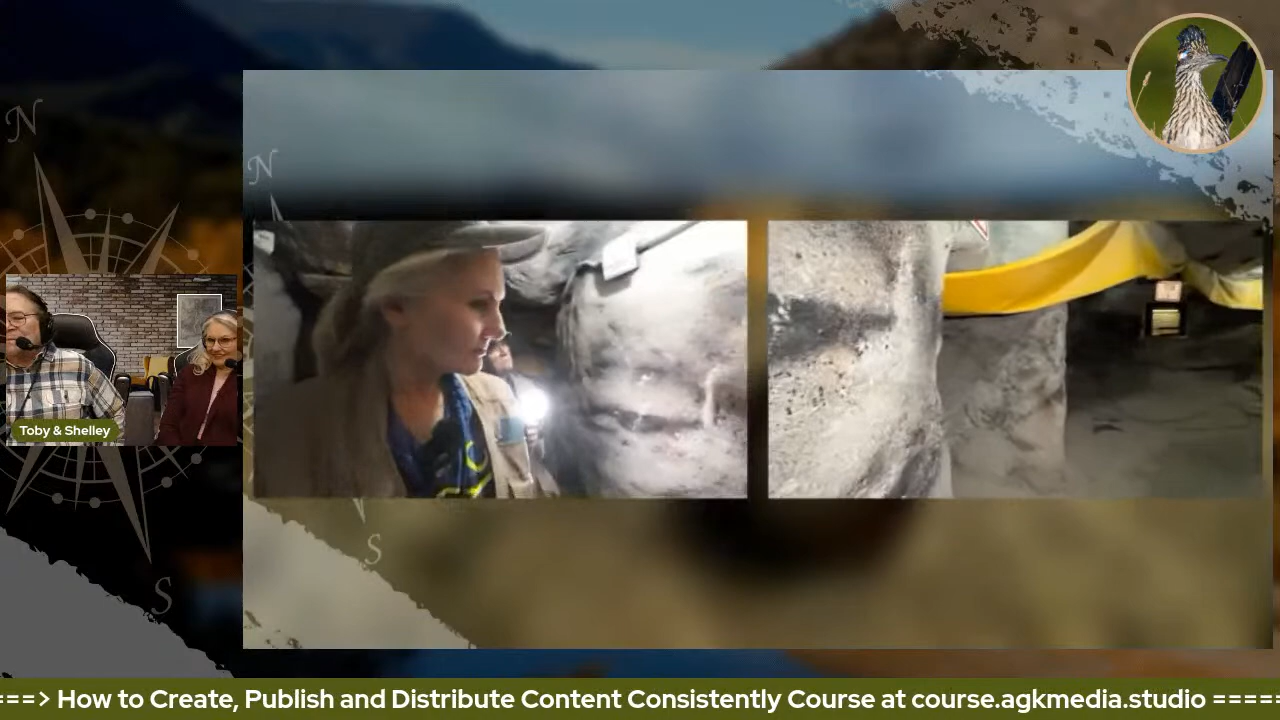 N
N
Toby & Shelley
S
S
===> How to Create, Publish and Distribute Content Consistently Course at course.agkmedia.studio =====